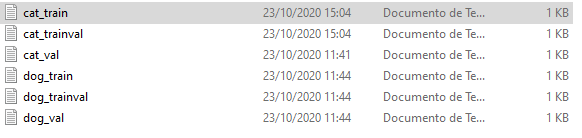 cat_train 23/10/2020 15:04 Documento de Te... 1 KB
cat_trainval 23/10/2020 15:04 Documento de Te... 1 KB
cat_val 23/10/2020 11:41 Documento de Te... 1 KB
dog_train 23/10/2020 11:44 Documento de Te... 1 KB
dog_trainval 23/10/2020 11:44 Documento de Te... 1 KB
dog_val 23/10/2020 11:44 Documento de Te... 1 KB